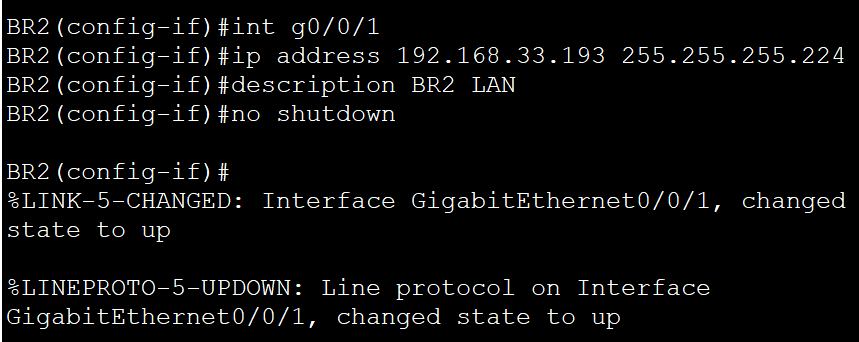 BR2(config-if)#int g0/0/1
BR2(config-if)#ip address 192.168.33.193 255.255.255.224
BR2(config-if)#description BR2 LAN
BR2(config-if)#no shutdown
BR2(config-if)#
%LINK-5-CHANGED: Interface GigabitEthernet0/0/1, changed
state to up
%LINEPROTO-5-UPDOWN: Line protocol on Interface
GigabitEthernet0/0/1, changed state to up